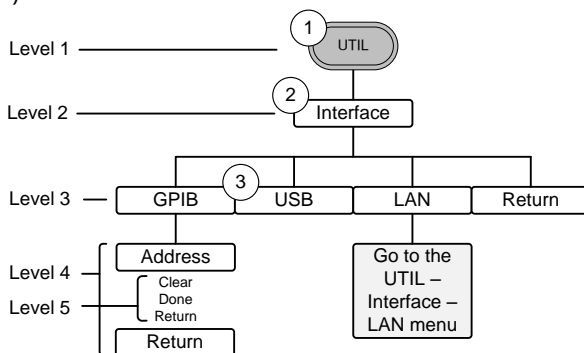 )
1
Level 1
UTIL
2
Level 2
Interface
3
Level 3
GPIB
USB
LAN
Return
Level 4
Address
Level 5
Clear
Done
Return
Return
Go to the
UTIL –
Interface –
LAN menu